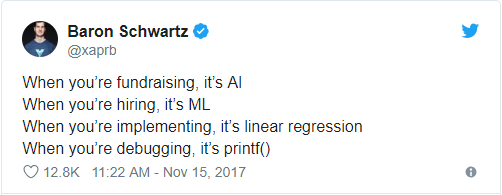 Baron Schwartz
@xaprb
When you’re fundraising, it’s AI
When you’re hiring, it’s ML
When you’re implementing, it’s linear regression
When you’re debugging, it’s printf()
12.8K 11:22 AM - Nov 15, 2017